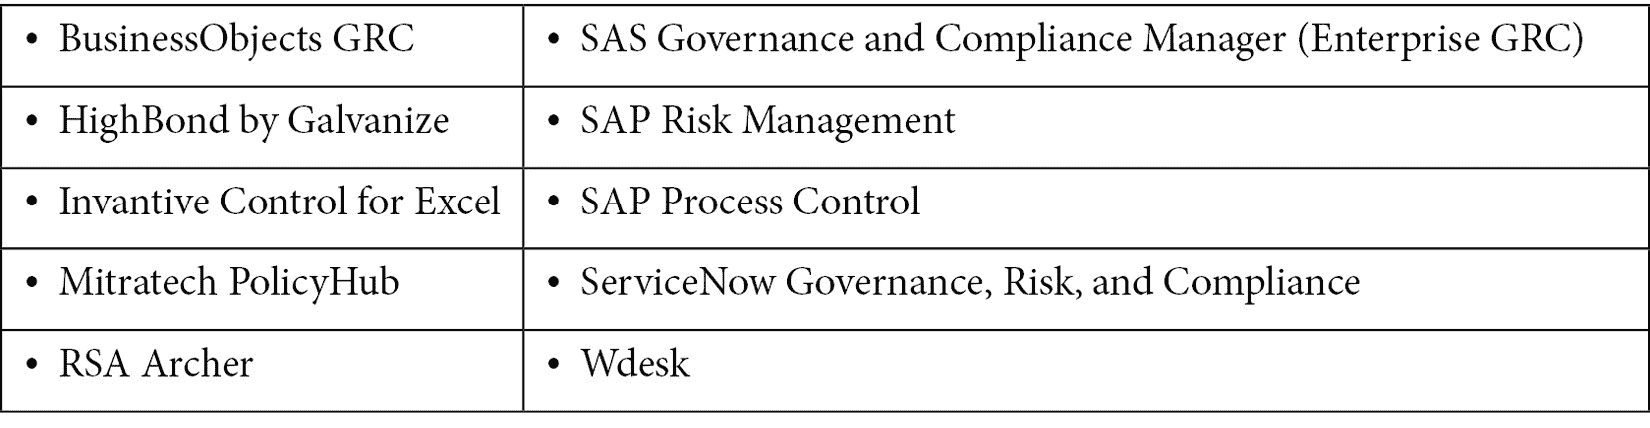 • BusinessObjects GRC
• SAS Governance and Compliance Manager (Enterprise GRC)
• HighBond by Galvanize
• SAP Risk Management
• Invantive Control for Excel
• SAP Process Control
• Mitratech PolicyHub
• ServiceNow Governance, Risk, and Compliance
• RSA Archer
• Wdesk